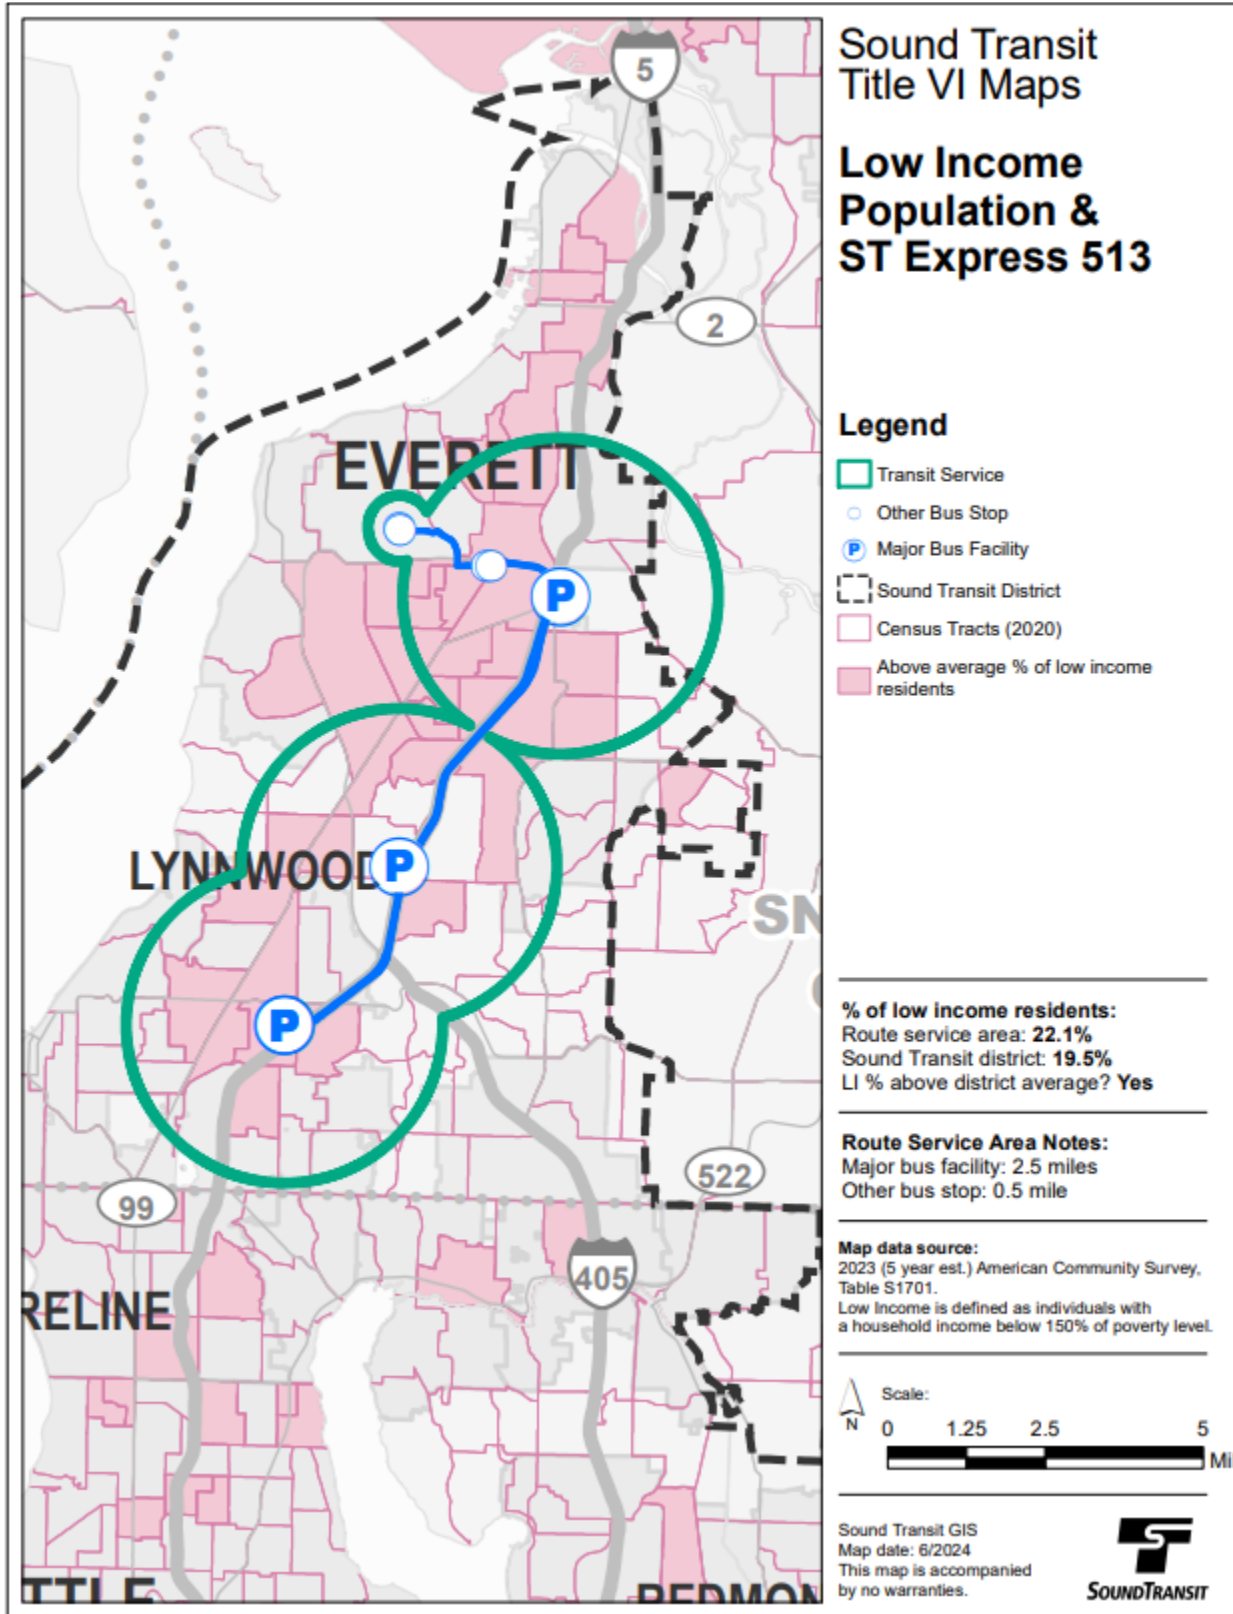 Sound Transit
Title VI Maps
Low Income
Population &
ST Express 513
Legend
Transit Service
Other Bus Stop
P Major Bus Facility
Sound Transit District
Census Tracts (2020)
Above average % of low income
residents
% of low income residents:
Route service area: 22.1%
Sound Transit district: 19.5%
LI % above district average? Yes
Route Service Area Notes:
Major bus facility: 2.5 miles
Other bus stop: 0.5 mile
Map data source:
2023 (5 year est.) American Community Survey,
Table S1701.
Low Income is defined as individuals with
a household income below 150% of poverty level.
N
Scale:
0 1.25 2.5 5
Mi
Sound Transit GIS
Map date: 6/2024
This map is accompanied
by no warranties.
SOUNDTRANSIT
5
2
EVERETT
P
LYNNWOOD
P
SN
P
522
99
405
RELINE
TTLE
REDMON